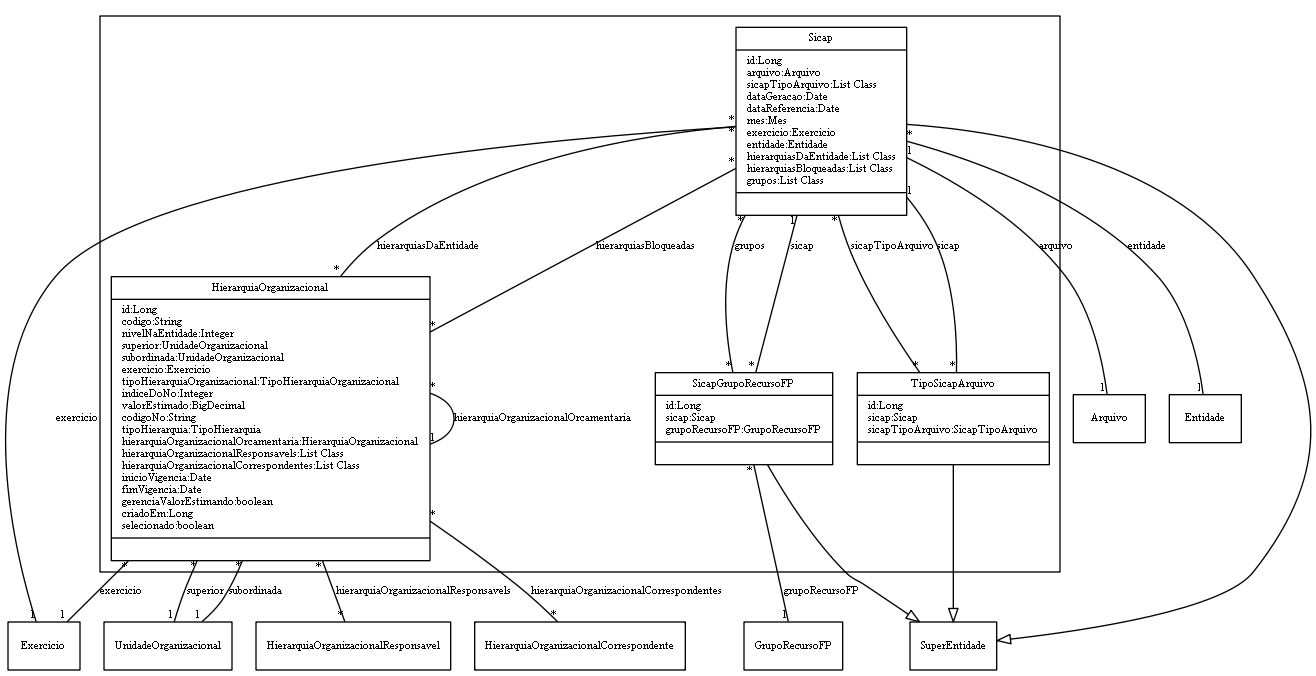 Sicap
id:Long
arquivo:Arquivo
sicapTipoArquivo:List Class
dataGeracao:Date
dataReferencia:Date
mes:Mes
exercicio:Exercicio
entidade:Entidade
hierarquiasDaEntidade:List Class
hierarquiasBloqueadas:List Class
grupos:List Class
*
*
*
*
1
1
*
1
*
hierarquiasDaEntidade
hierarquiasBloqueadas
grupos
sicap
sicapTipoArquivo
sicap
arquivo
entidade
*
HierarquiaOrganizacional
id:Long
codigo:String
nivelNaEntidade:Integer
superior:UnidadeOrganizacional
subordinada:UnidadeOrganizacional
exercicio:Exercicio
tipoHierarquiaOrganizacional:TipoHierarquiaOrganizacional
indiceDoNo:Integer
valorEstimado:BigDecimal
codigoNo:String
tipoHierarquia:TipoHierarquia
hierarquiaOrganizacionalOrcamentaria:HierarquiaOrganizacional
hierarquiaOrganizacionalResponsavels:List Class
hierarquiaOrganizacionalCorrespondentes:List Class
inicioVigencia:Date
fimVigencia:Date
gerenciaValorEstimando:boolean
criadoEm:Long
selecionado:boolean
*
*
1
*
hierarquiaOrganizacionalOrcamentaria
exercicio
*
*
*
*
1
1
SicapGrupoRecursoFP
id:Long
sicap:Sicap
grupoRecursoFP:GrupoRecursoFP
TipoSicapArquivo
id:Long
sicap:Sicap
sicapTipoArquivo:SicapTipoArquivo
Arquivo
Entidade
*
*
*
*
*
exercicio
superior
subordinada
hierarquiaOrganizacionalResponsavels
hierarquiaOrganizacionalCorrespondentes
grupoRecursoFP
1
1
1
1
*
*
1
Exercicio
UnidadeOrganizacional
HierarquiaOrganizacionalResponsavel
HierarquiaOrganizacionalCorrespondente
GrupoRecursoFP
SuperEntidade